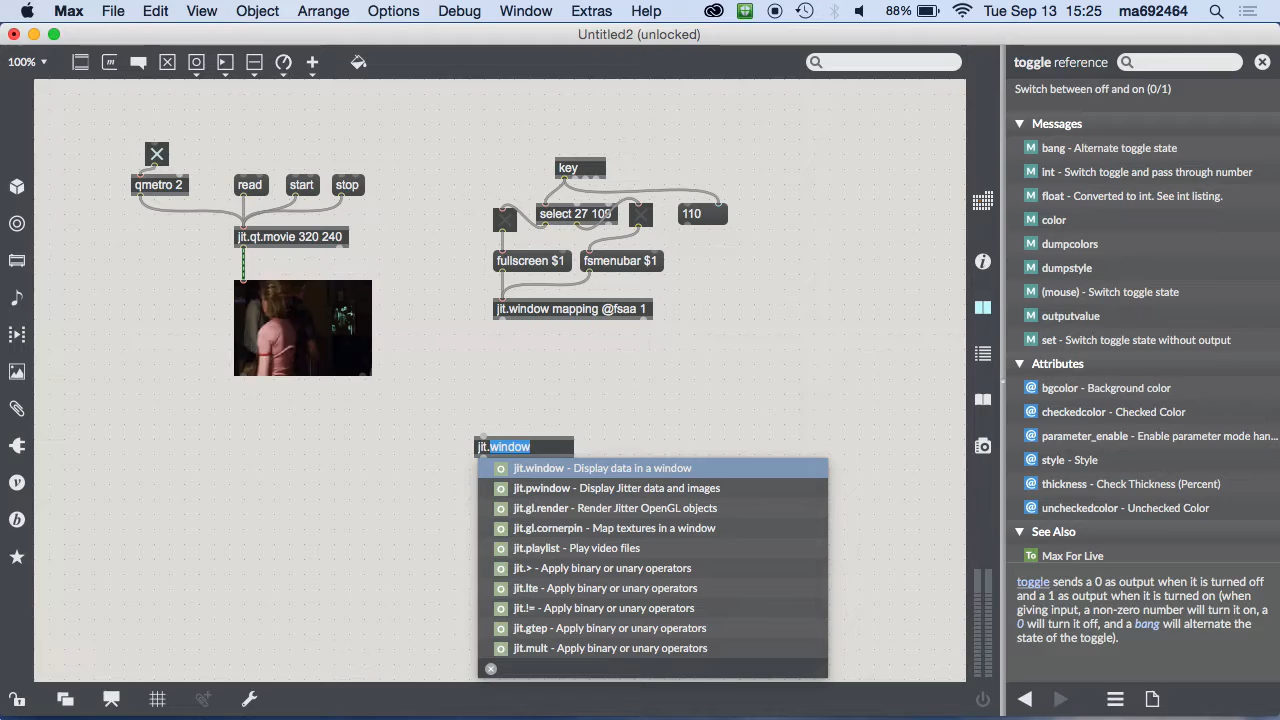 Max File Edit View Object Arrange Options Debug Window Extras Help 88% Tue Sep 13 15:25 ma692464
Untitled2 (unlocked)
100%
toggle reference
Switch between off and on (0/1)
Messages
M bang - Alternate toggle state
M int - Switch toggle and pass through number
M float - Converted to int. See int listing.
M color
M dumpcolors
M dumpstyle
M (mouse) - Switch toggle state
M outputvalue
M set - Switch toggle state without output
Attributes
@ bgcolor - Background color
@ checkedcolor - Checked Color
@ parameter_enable - Enable parameter mode han...
@ style - Style
@ thickness - Check Thickness (Percent)
@ uncheckedcolor - Unchecked Color
See Also
To Max For Live
toggle sends a 0 as output when it is turned off
and a 1 as output when it is turned on (when
giving input, a non-zero number will turn it on, a
0 will turn it off, and a bang will alternate the
state of the toggle).
qmetro 2
read
start
stop
jit.qt.movie 320 240
key
select 27 109
110
fullscreen $1
fsmenubar $1
jit.window mapping @fsaa 1
jit.window
jit.window - Display data in a window
jit.pwindow - Display Jitter data and images
jit.gl.render - Render Jitter OpenGL objects
jit.gl.cornerpin - Map textures in a window
jit.playlist - Play video files
jit.> - Apply binary or unary operators
jit.lte - Apply binary or unary operators
jit.!= - Apply binary or unary operators
jit.gtep - Apply binary or unary operators
jit.mult - Apply binary or unary operators